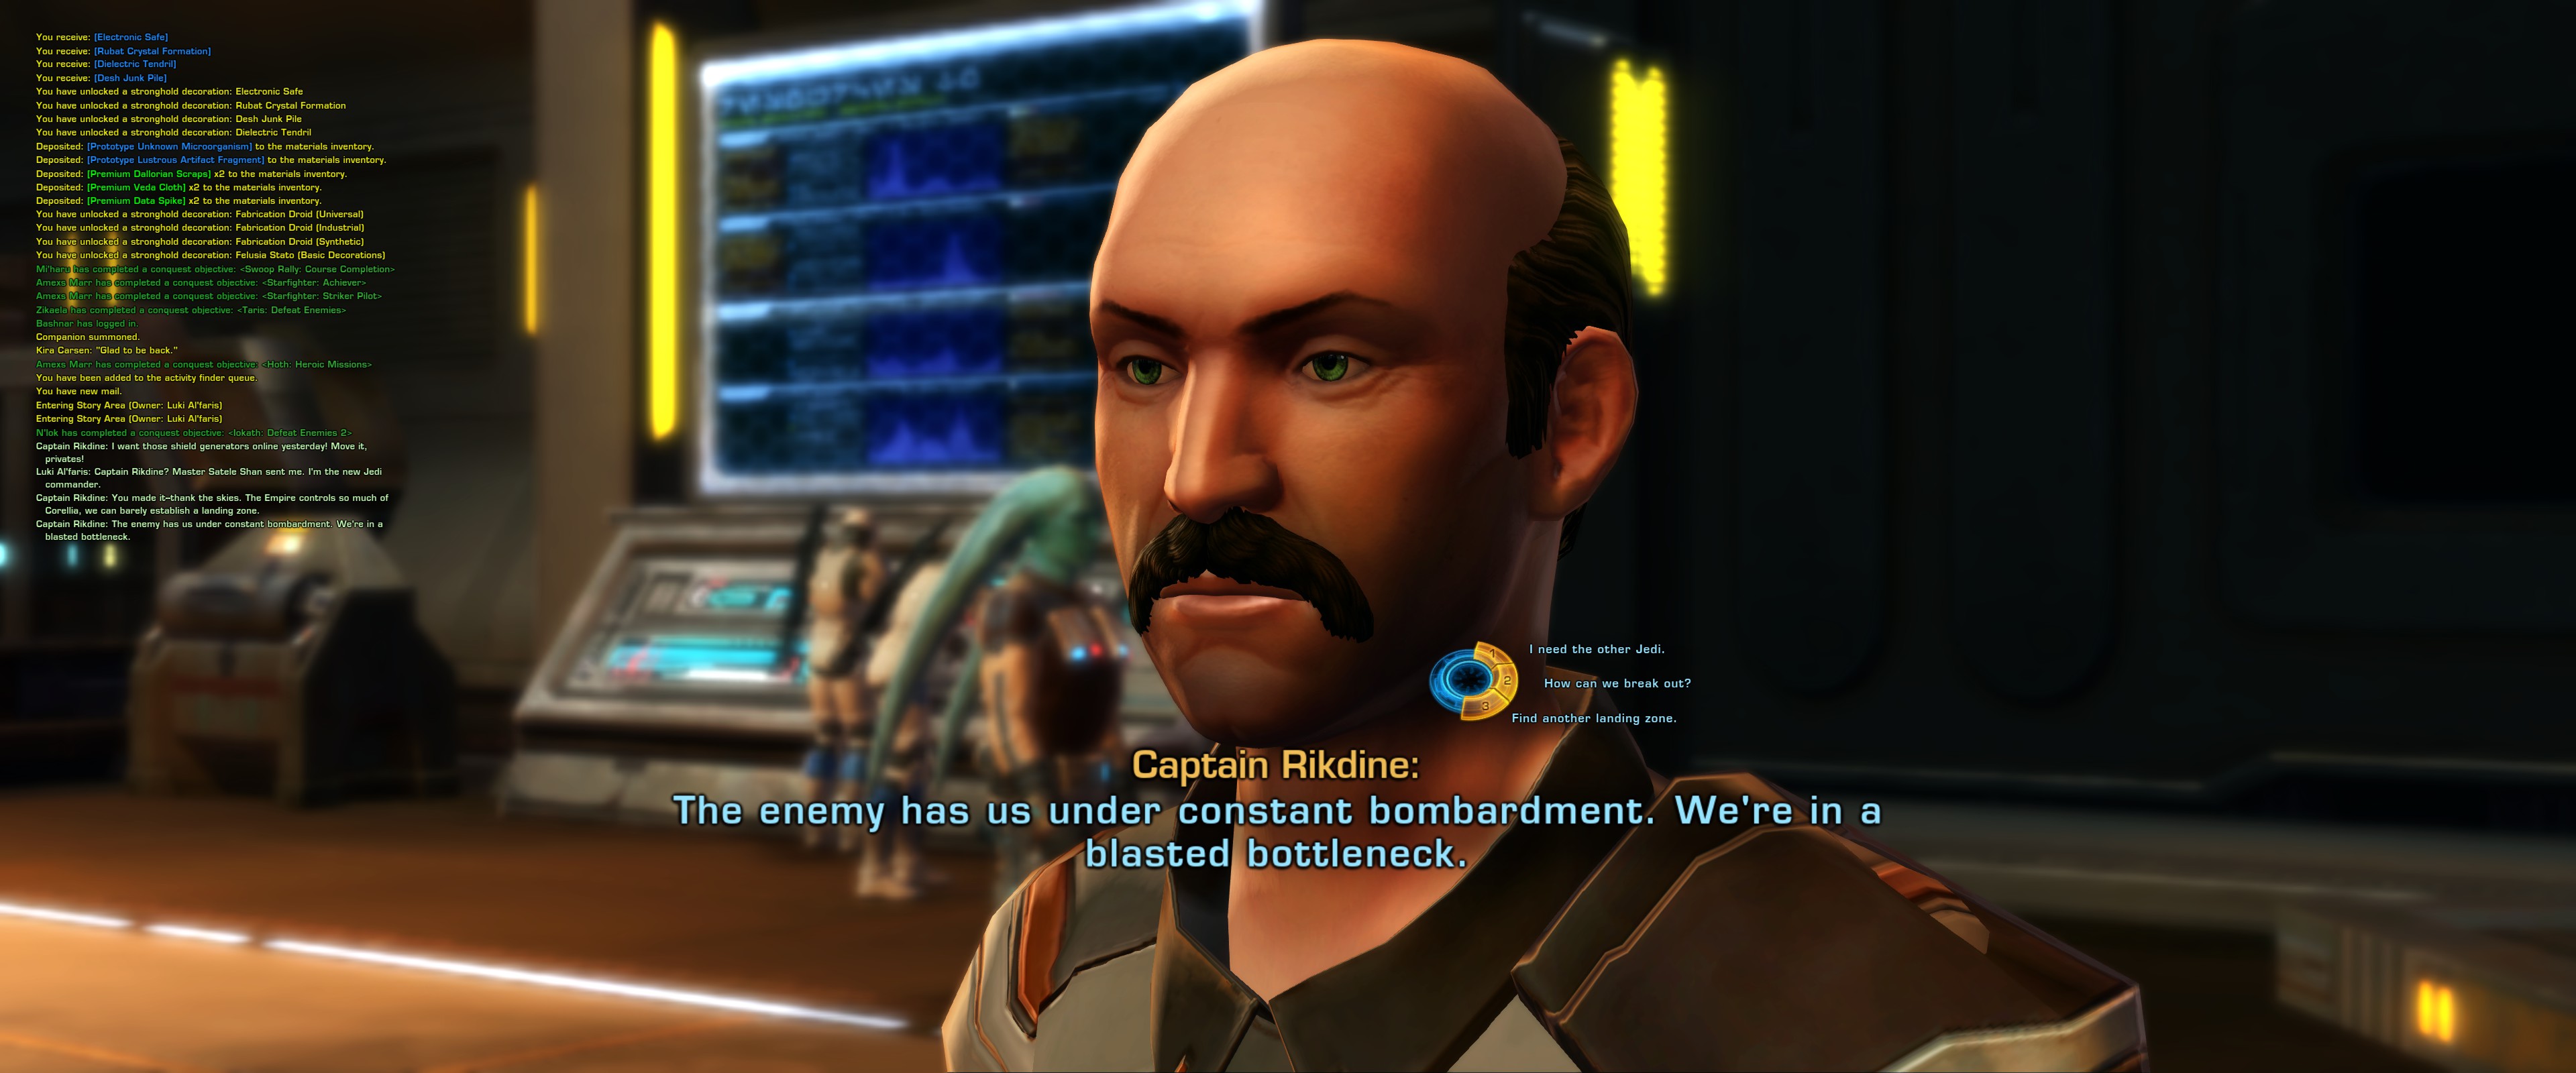 You receive: [Electronic Safe]
You receive: [Rubat Crystal Formation]
You receive: [Dielectric Tendril]
You receive: [Desh Junk Pile]
You have unlocked a stronghold decoration: Electronic Safe
You have unlocked a stronghold decoration: Rubat Crystal Formation
You have unlocked a stronghold decoration: Desh Junk Pile
You have unlocked a stronghold decoration: Dielectric Tendril
Deposited: [Prototype Unknown Microorganism] to the materials inventory.
Deposited: [Prototype Lustrous Artifact Fragment] to the materials inventory.
Deposited: [Premium Dallorian Scraps] x2 to the materials inventory.
Deposited: [Premium Veda Cloth] x2 to the materials inventory.
Deposited: [Premium Data Spike] x2 to the materials inventory.
You have unlocked a stronghold decoration: Fabrication Droid (Universal)
You have unlocked a stronghold decoration: Fabrication Droid (Industrial)
You have unlocked a stronghold decoration: Fabrication Droid (Synthetic)
You have unlocked a stronghold decoration: Felusia Stato (Basic Decorations)
Mi'haru has completed a conquest objective: <Swoop Rally: Course Completion>
Amexs Marr has completed a conquest objective: <Starfighter: Achiever>
Amexs Marr has completed a conquest objective: <Starfighter: Striker Pilot>
Zikaela has completed a conquest objective: <Taris: Defeat Enemies>
Bashnar has logged in.
Companion summoned.
Kira Carsen: "Glad to be back."
Amexs Marr has completed a conquest objective: <Hoth: Heroic Missions>
You have been added to the activity finder queue.
You have new mail.
Entering Story Area (Owner: Luki Al'faris)
Entering Story Area (Owner: Luki Al'faris)
N'lok has completed a conquest objective: <Iokath: Defeat Enemies 2>
Captain Rikdine: I want those shield generators online yesterday! Move it,
privates!
Luki Al'faris: Captain Rikdine? Master Satele Shan sent me. I'm the new Jedi
commander.
Captain Rikdine: You made it—thank the skies. The Empire controls so much of
Corellia, we can barely establish a landing zone.
Captain Rikdine: The enemy has us under constant bombardment. We're in a
blasted bottleneck.
1 I need the other Jedi.
2 How can we break out?
3 Find another landing zone.
Captain Rikdine:
The enemy has us under constant bombardment. We're in a
blasted bottleneck.